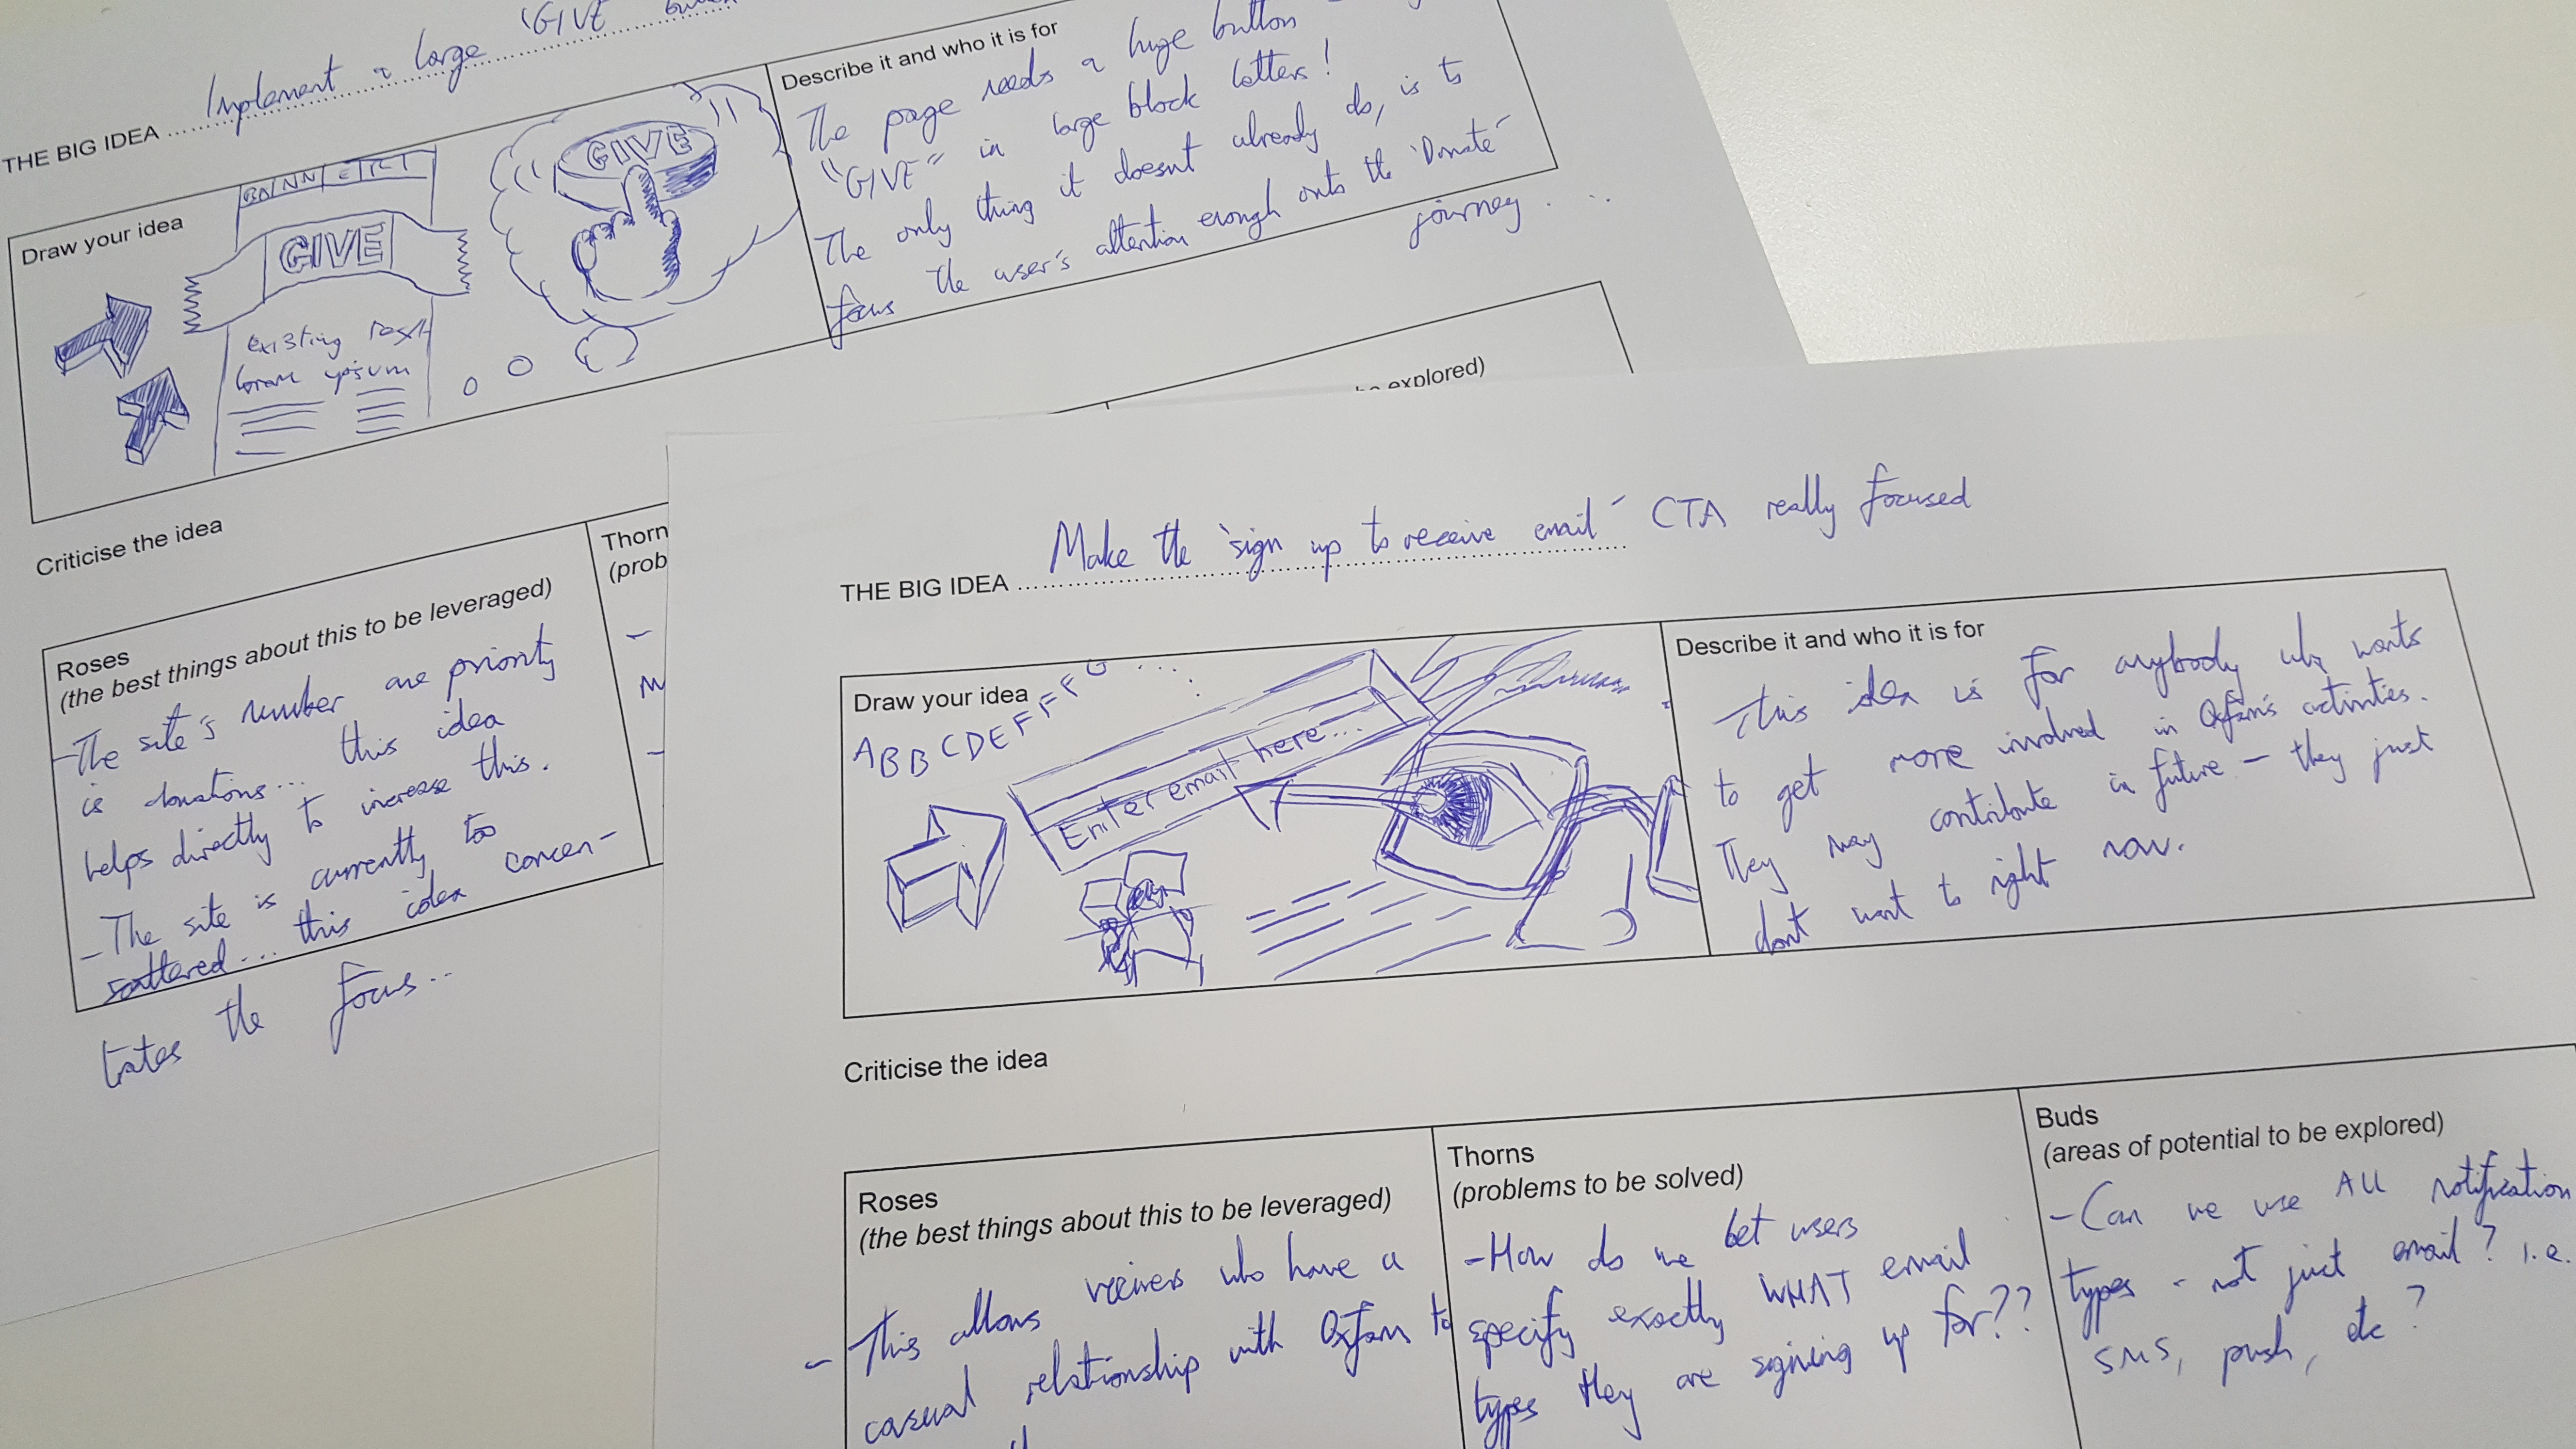 Implement a large "GIVE"
THE BIG IDEA
Draw your idea
BANNER
GIVE
existing
lorem ipsum
GIVE
Describe it and who it is for
The page needs a huge button -
"GIVE" in large block letters!
The only thing it doesnt already do, is to
focus the user's attention enough onto the 'Donate'
journey...
be explored)
Criticise the idea
Roses
(the best things about this to be leveraged)
-The site's number one priority
is donations... this idea
helps directly to increase this.
-The site is currently too
scattered... this idea concen-
trates the focus...
Thorn
(prob
-
-
Make the 'sign up to receive email' CTA really focused
THE BIG IDEA
Draw your idea
ABBCDEFFFG...
Enter email here...
Describe it and who it is for
This idea is for anybody who wants
to get more involved in Oxfam's activities.
They may contribute in future - they just
dont want to right now.
Criticise the idea
Roses
(the best things about this to be leveraged)
- This allows who have a
casual relationship with Oxfam to
Thorns
(problems to be solved)
-How do we let users
specify exactly WHAT email
types they are signing up for??
Buds
(areas of potential to be explored)
-Can we use ALL notification
types - not just email? i.e.
SMS, push, etc?